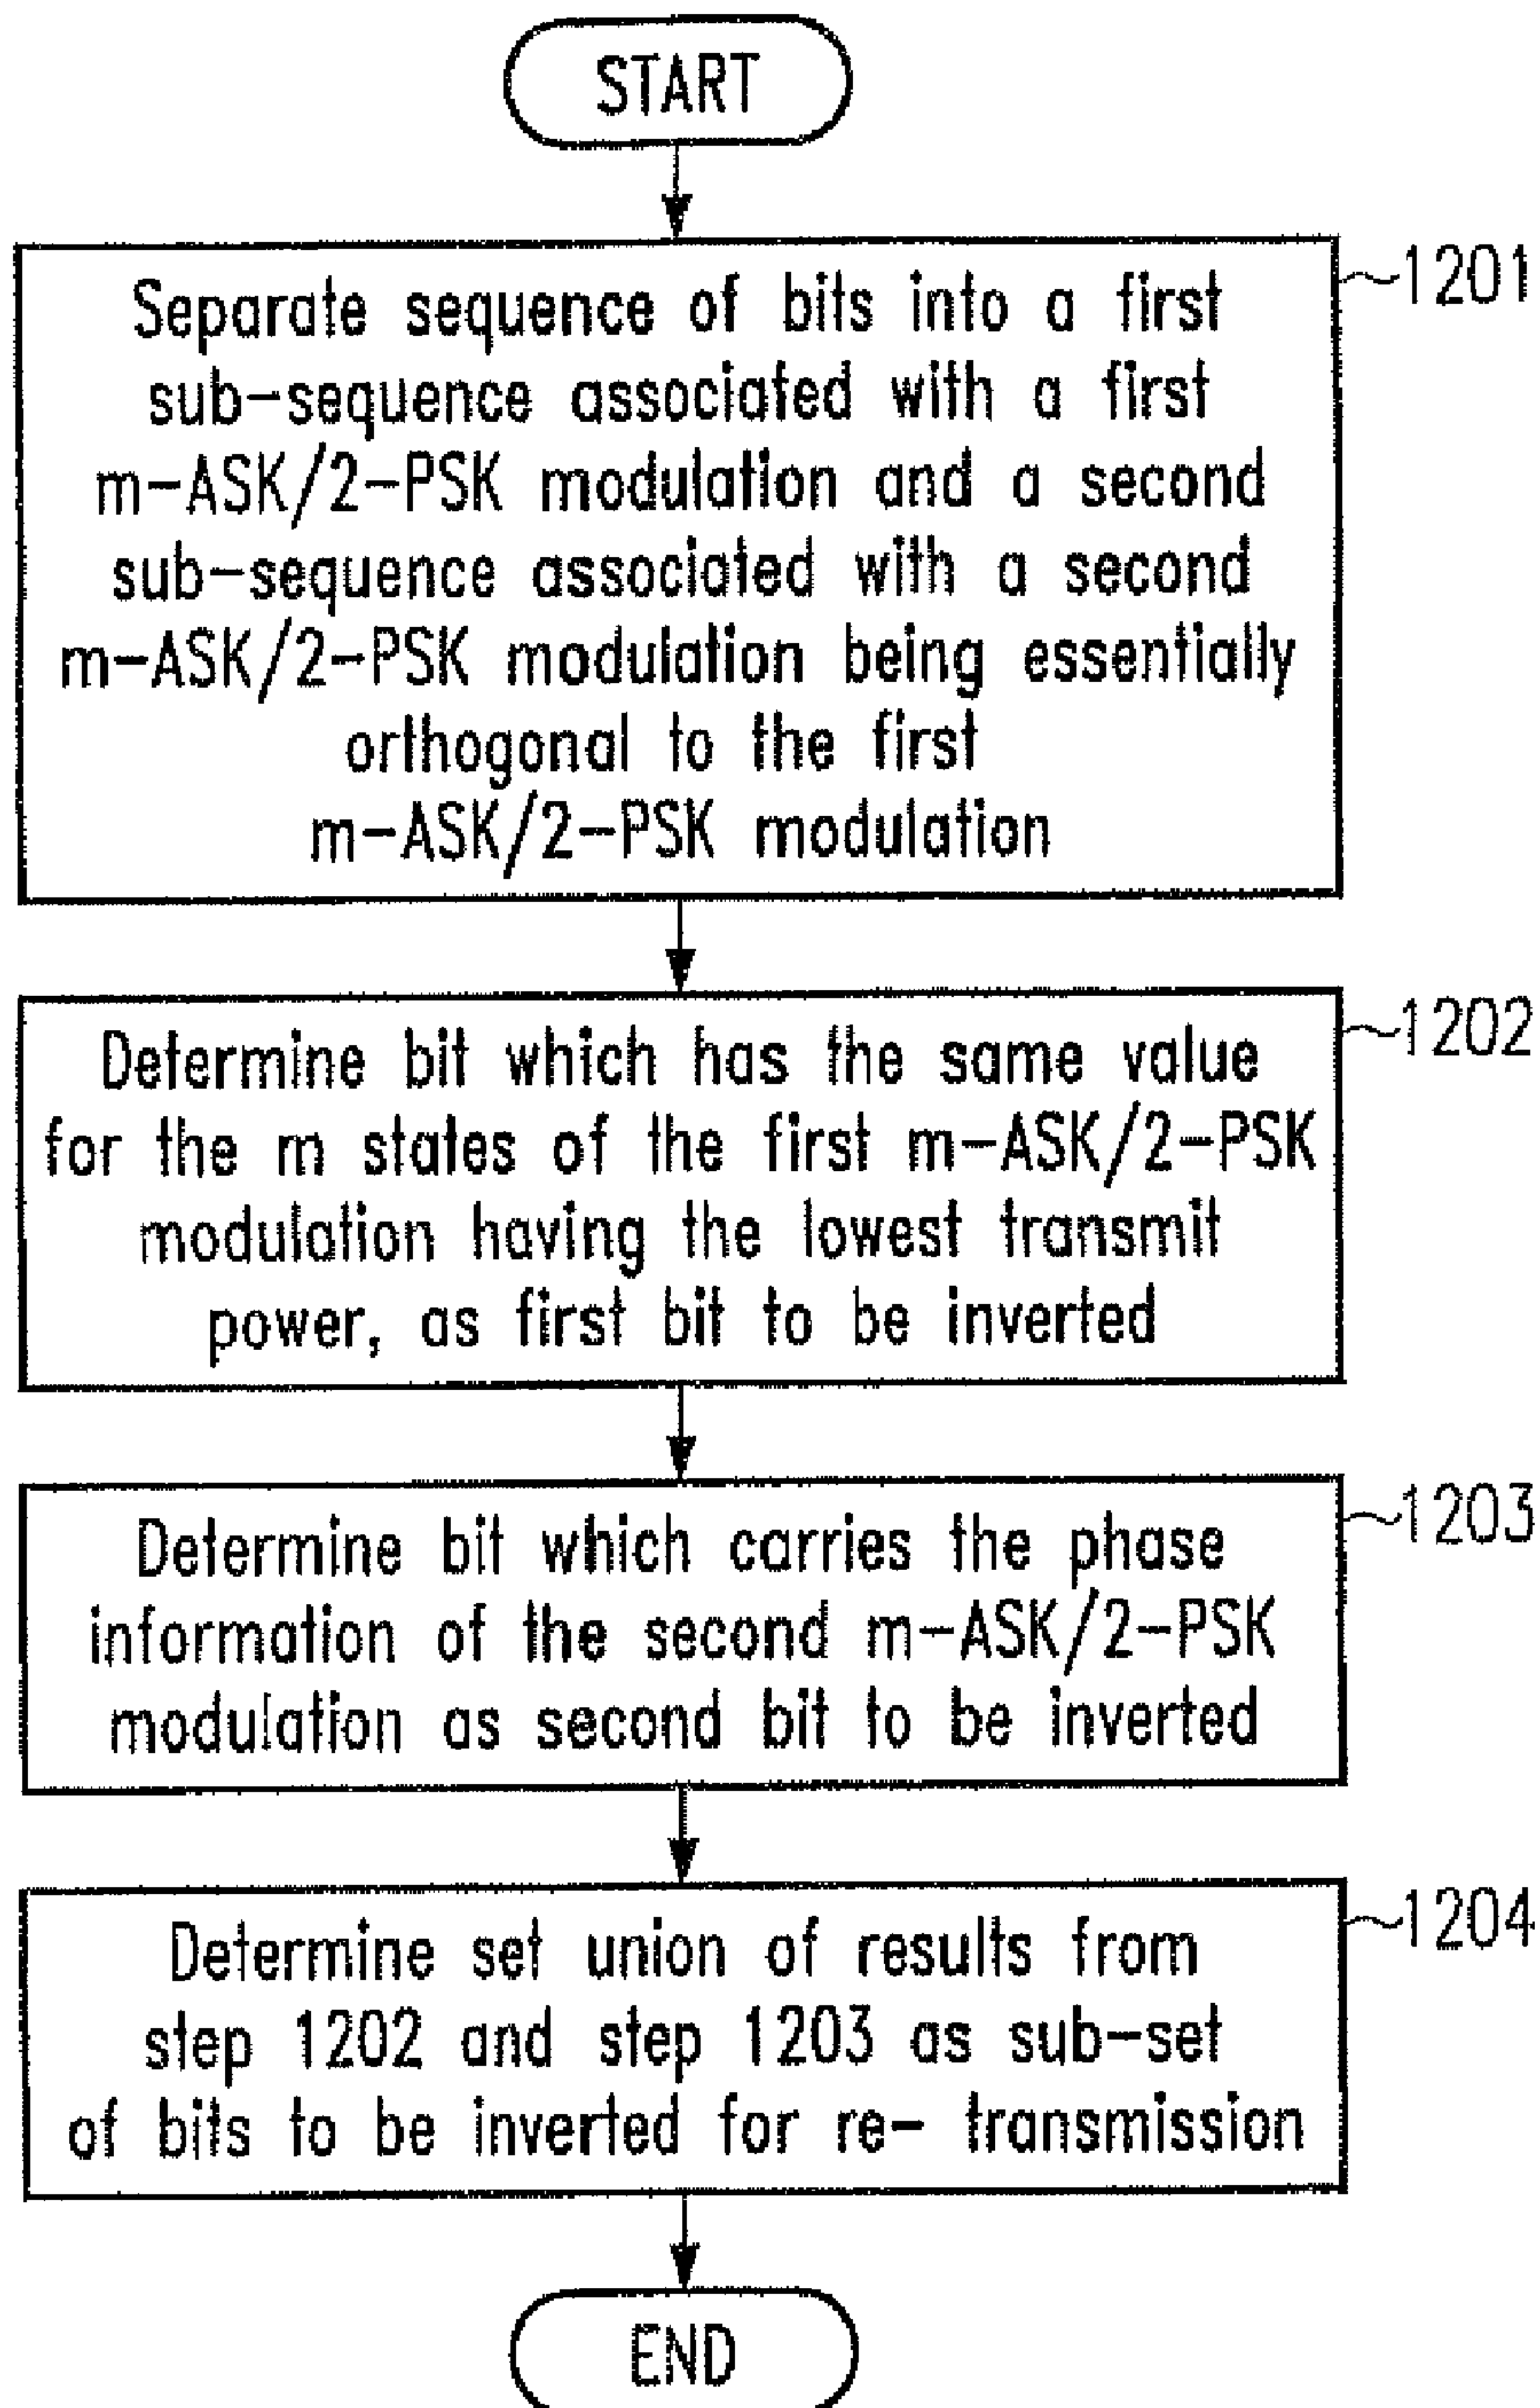 START
1201
Separate sequence of bits into a first
sub-sequence associated with a first
m-ASK/2-PSK modulation and a second
sub-sequence associated with a second
m-ASK/2-PSK modulation being essentially
orthogonal to the first
m-ASK/2-PSK modulation
1202
Determine bit which has the same value
for the m states of the first m-ASK/2-PSK
modulation having the lowest transmit
power, as first bit to be inverted
1203
Determine bit which carries the phase
information of the second m-ASK/2-PSK
modulation as second bit to be inverted
1204
Determine set union of results from
step 1202 and step 1203 as sub-set
of bits to be inverted for re- transmission
END